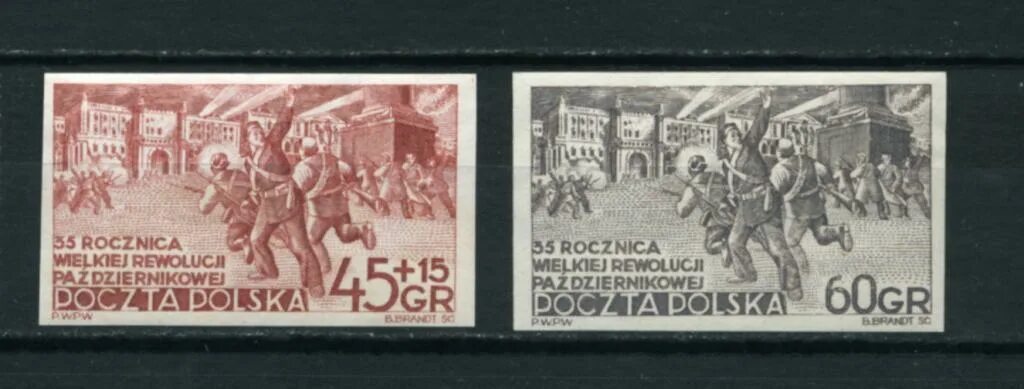 35 ROCZNICA
WIELKIEJ REWOLUCJI
PAŹDZIERNIKOWEJ
45+15
POCZTA POLSKA GR
P.W.P.W. B.BRANDT SC
35 ROCZNICA
WIELKIEJ REWOLUCJI
PAŹDZIERNIKOWEJ
POCZTA POLSKA 60GR
P.W.P.W. B.BRANDT SC